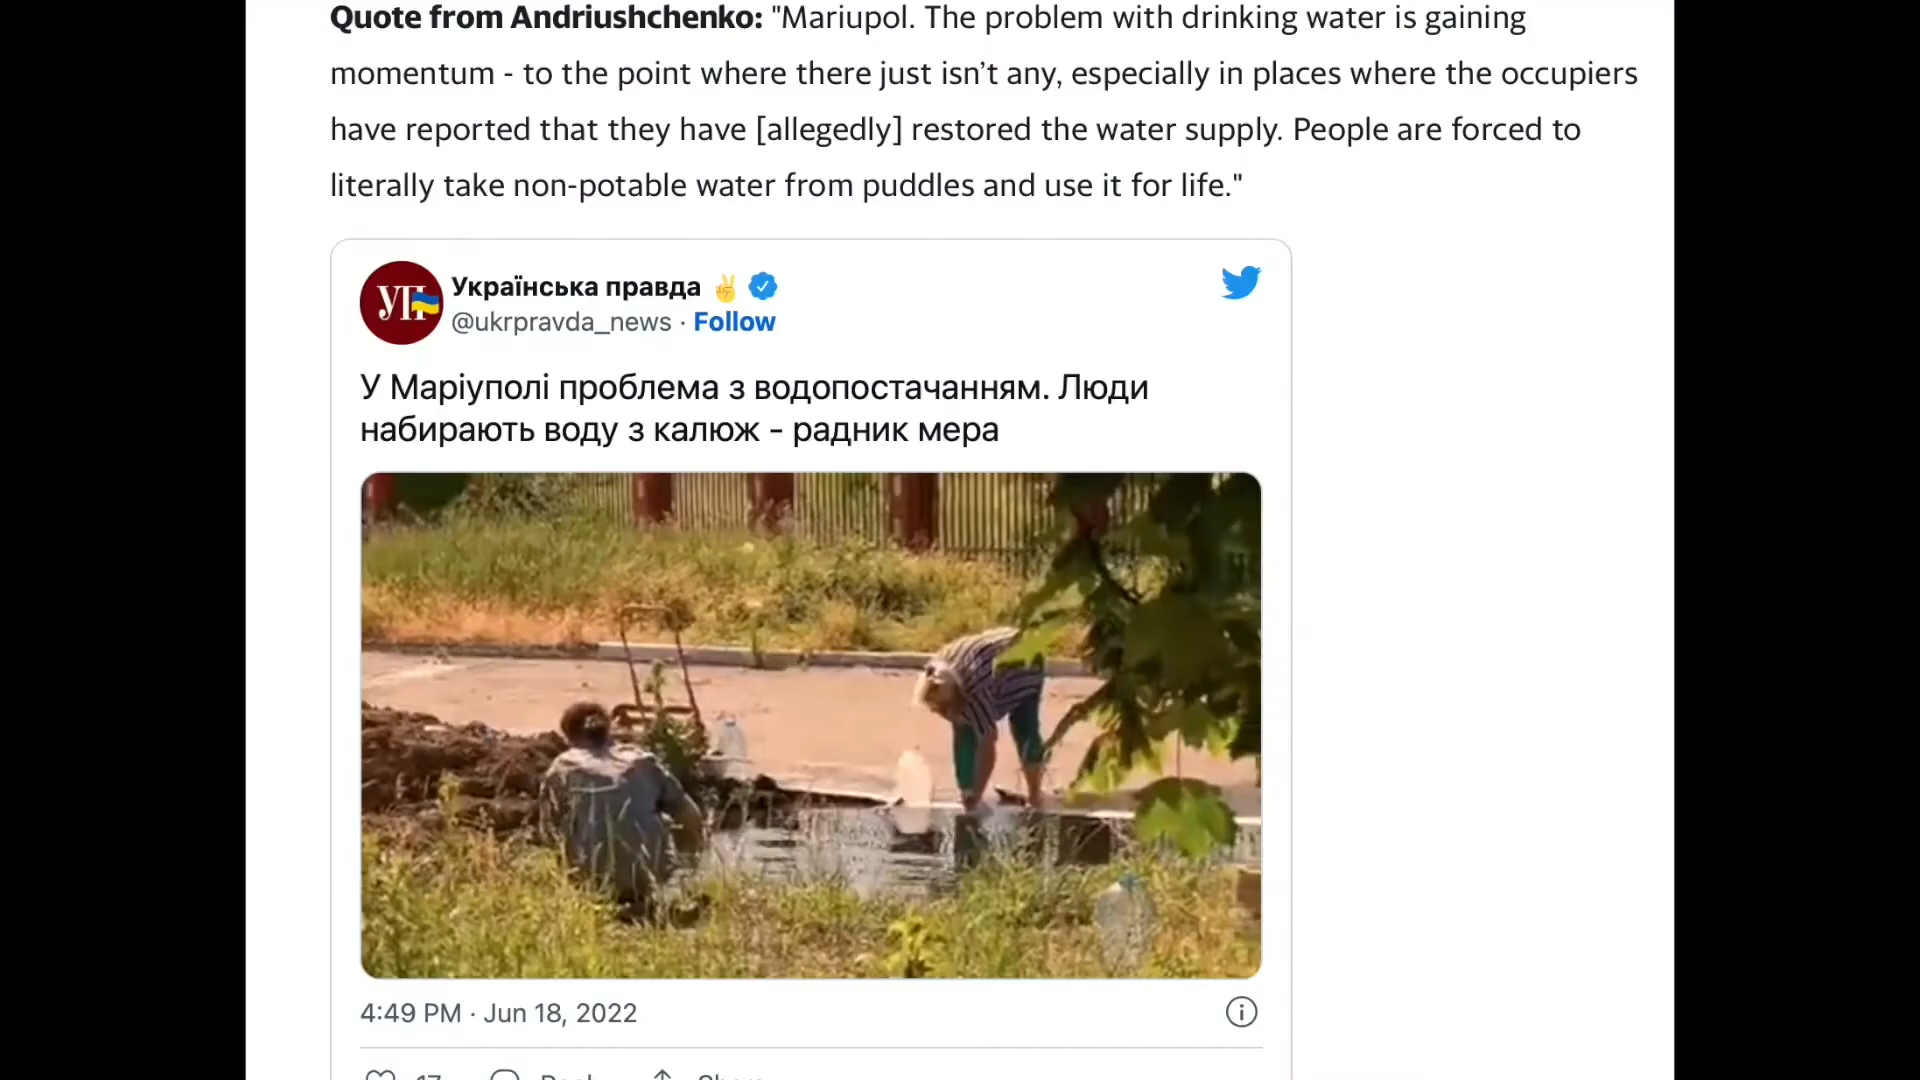 Quote from Andriushchenko: "Mariupol. The problem with drinking water is gaining
momentum - to the point where there just isn’t any, especially in places where the occupiers
have reported that they have [allegedly] restored the water supply. People are forced to
literally take non-potable water from puddles and use it for life."
УП
Українська правда ✌️
@ukrpravda_news · Follow
У Маріуполі проблема з водопостачанням. Люди
набирають воду з калюж - радник мера
4:49 PM · Jun 18, 2022